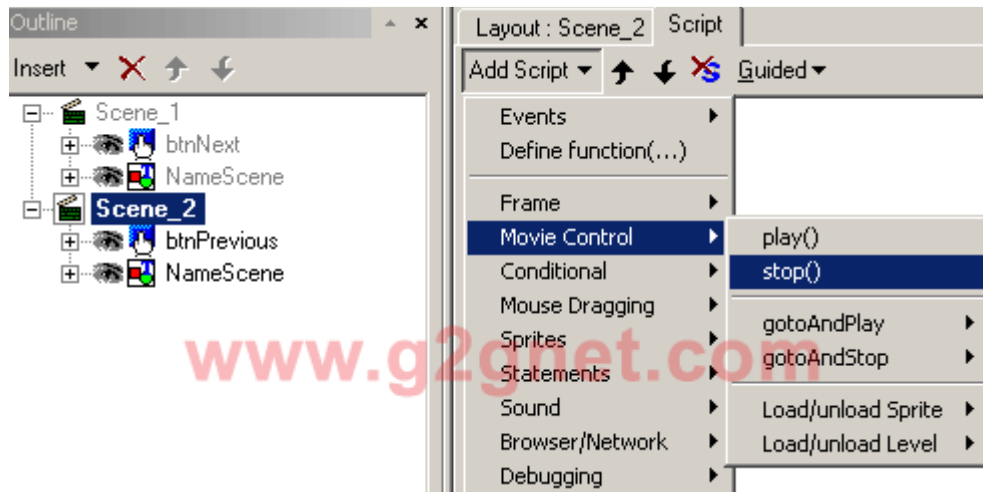 Outline
Insert
Scene_1
btnNext
NameScene
Scene_2
btnPrevious
NameScene
Layout : Scene_2 Script
Add Script Guided
Events
Define function(...)
Frame
Movie Control
Conditional
Mouse Dragging
Sprites
Statements
Sound
Browser/Network
Debugging
play()
stop()
gotoAndPlay
gotoAndStop
Load/unload Sprite
Load/unload Level
www.g2gnet.com